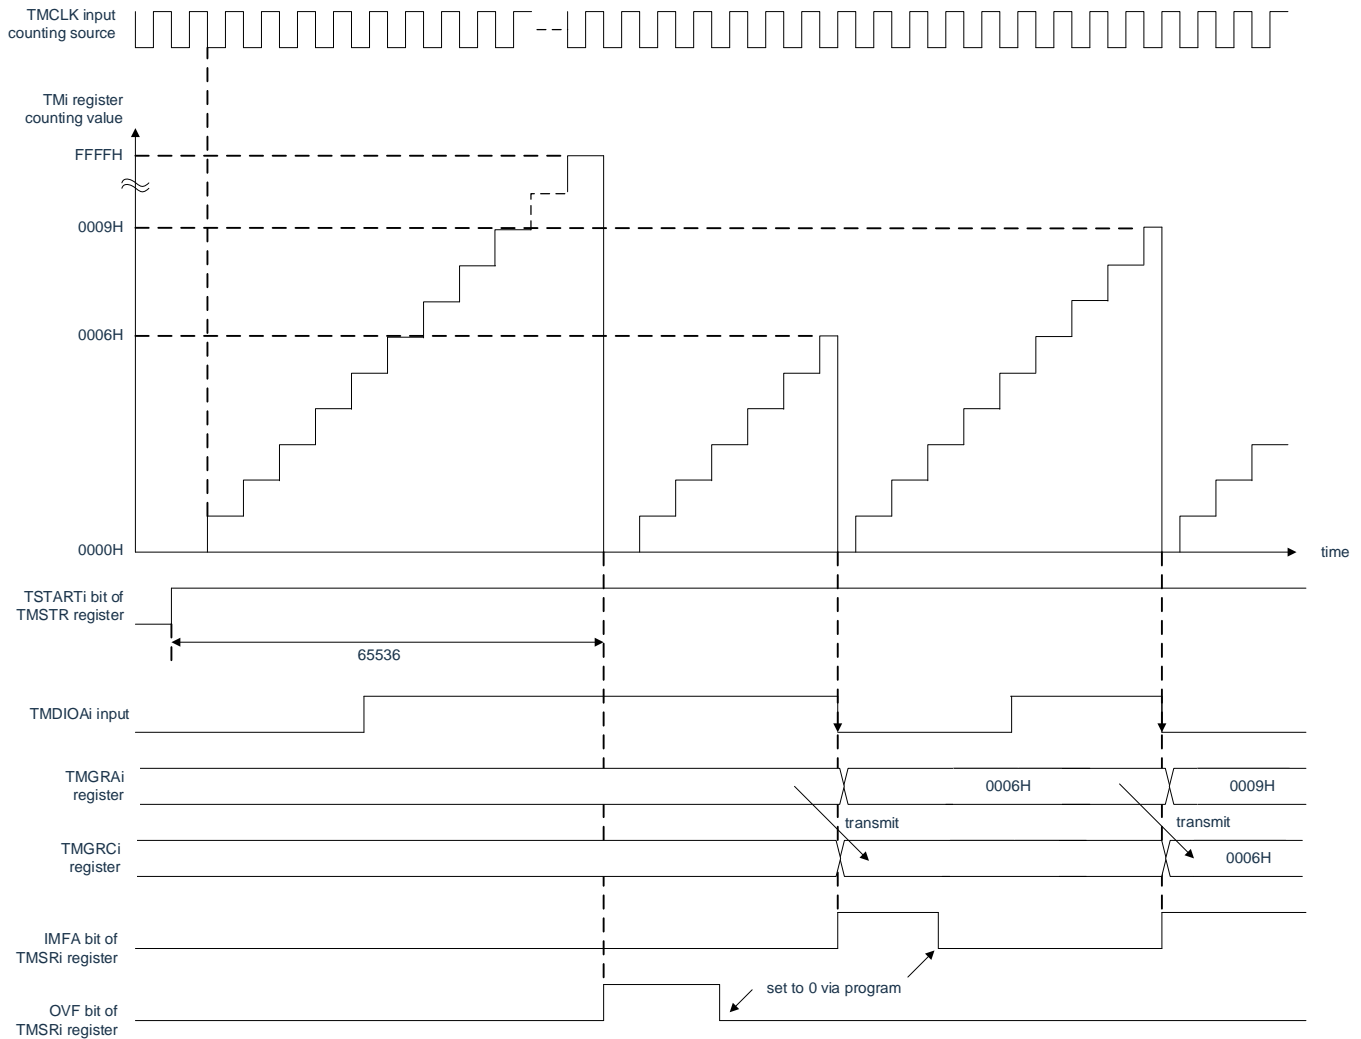 TMCLK input
counting source
TMi register
counting value
FFFFH
0009H
0006H
0000H
time
TSTARTi bit of
TMSTR register
65536
TMDIOAi input
TMGRAi
register
0006H
0009H
transmit
transmit
TMGRCi
register
0006H
IMFA bit of
TMSRi register
set to 0 via program
OVF bit of
TMSRi register